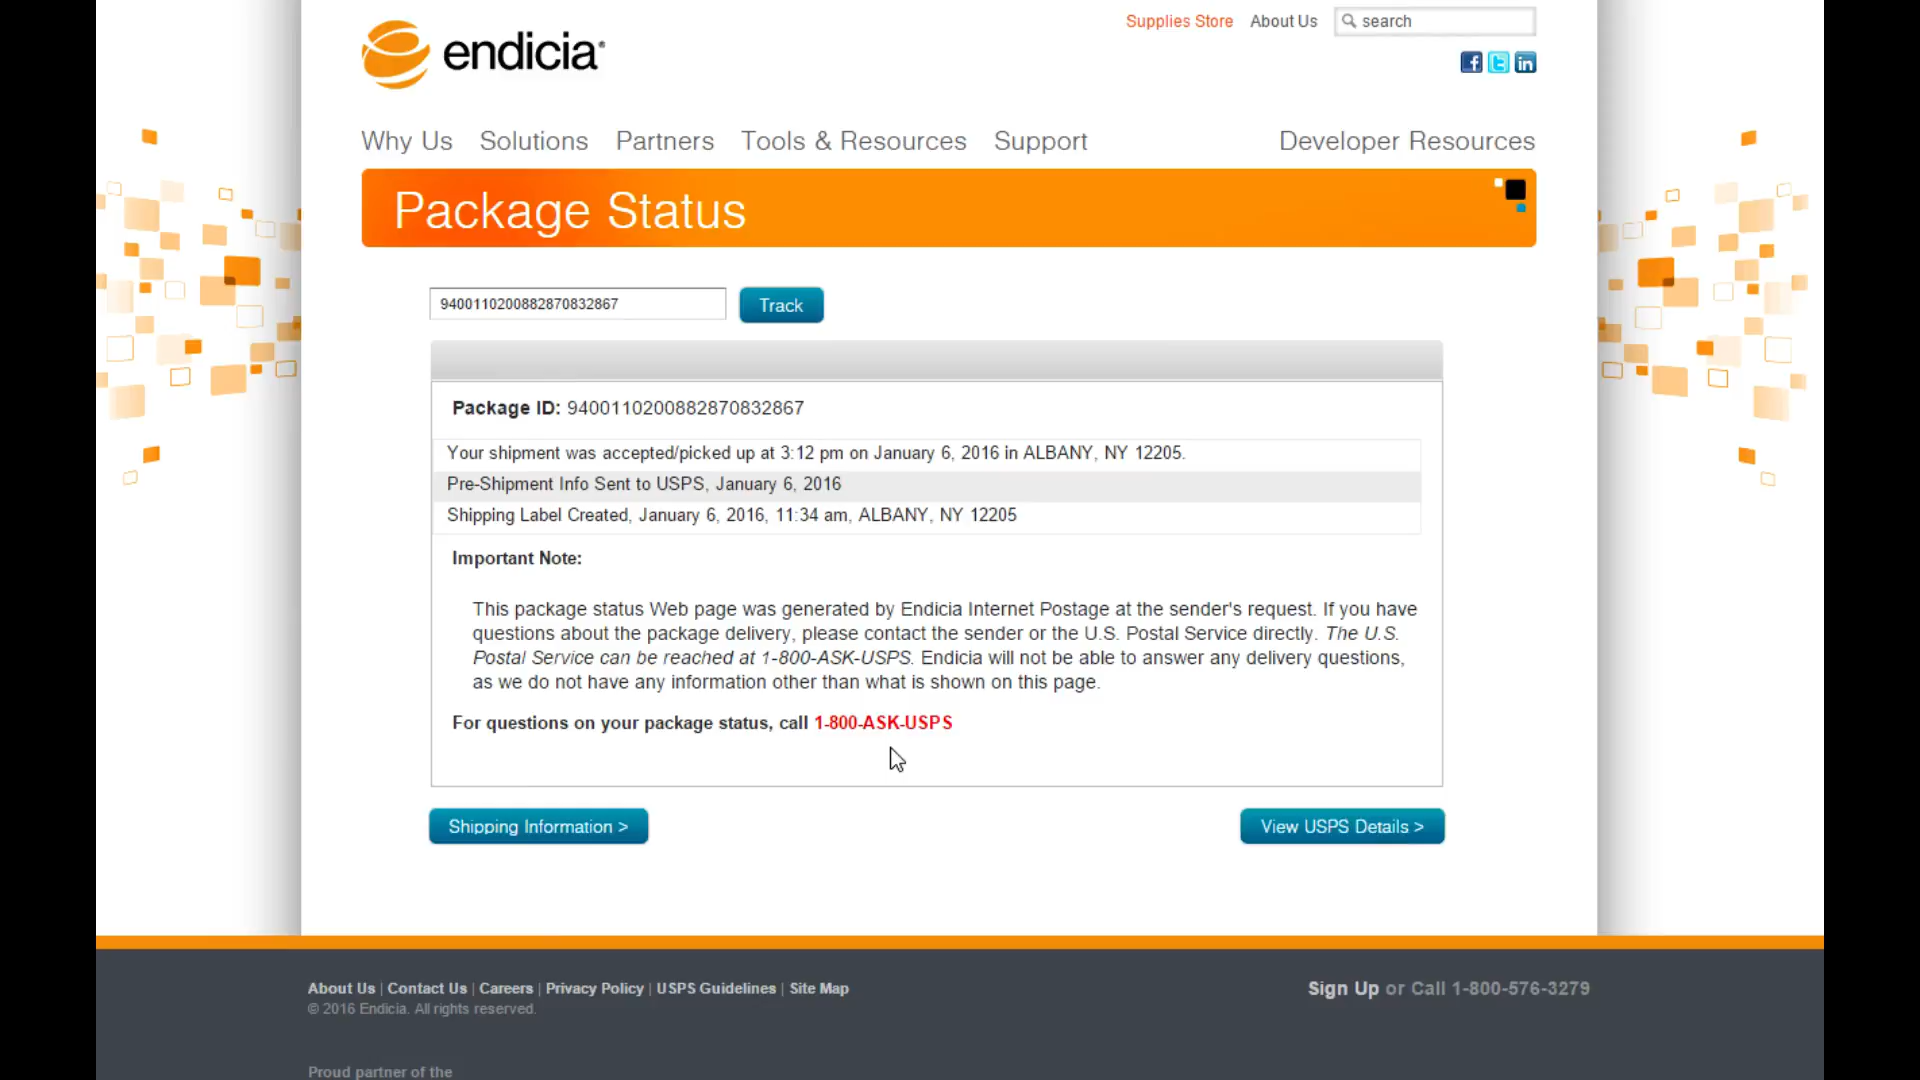 endicia
Supplies Store About Us search
Why Us Solutions Partners Tools & Resources Support Developer Resources
Package Status
9400110200882870832867 Track
Package ID: 9400110200882870832867
Your shipment was accepted/picked up at 3:12 pm on January 6, 2016 in ALBANY, NY 12205.
Pre-Shipment Info Sent to USPS, January 6, 2016
Shipping Label Created, January 6, 2016, 11:34 am, ALBANY, NY 12205
Important Note:
This package status Web page was generated by Endicia Internet Postage at the sender's request. If you have
questions about the package delivery, please contact the sender or the U.S. Postal Service directly. The U.S.
Postal Service can be reached at 1-800-ASK-USPS. Endicia will not be able to answer any delivery questions,
as we do not have any information other than what is shown on this page.
For questions on your package status, call 1-800-ASK-USPS
Shipping Information > View USPS Details >
About Us | Contact Us | Careers | Privacy Policy | USPS Guidelines | Site Map
Sign Up or Call 1-800-576-3279
© 2016 Endicia. All rights reserved.
Proud partner of the